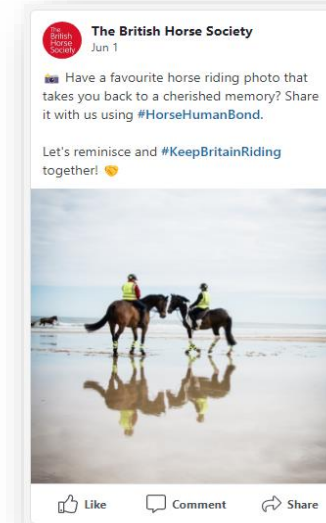 The
British
Horse
Society
The British Horse Society
Jun 1
📸 Have a favourite horse riding photo that
takes you back to a cherished memory? Share
it with us using #HorseHumanBond.
Let's reminisce and #KeepBritainRiding
together! 🤝
Like Comment Share